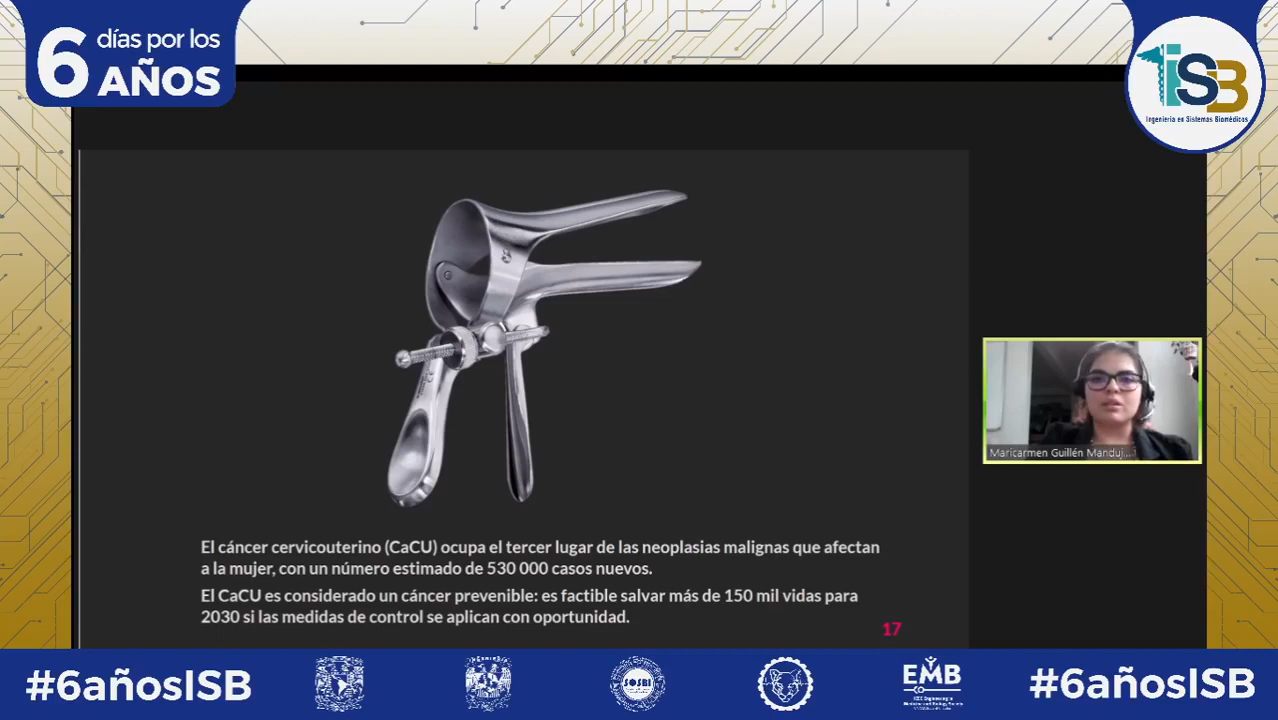 6 días por los
AÑOS
iSB
Ingeniería en Sistemas Biomédicos
El cáncer cervicouterino (CaCU) ocupa el tercer lugar de las neoplasias malignas que afectan
a la mujer, con un número estimado de 530 000 casos nuevos.
El CaCU es considerado un cáncer prevenible: es factible salvar más de 150 mil vidas para
2030 si las medidas de control se aplican con oportunidad.
17
Maricarmen Guillén Manduj...
#6añosISB
SOSBI
EMB
#6añosISB